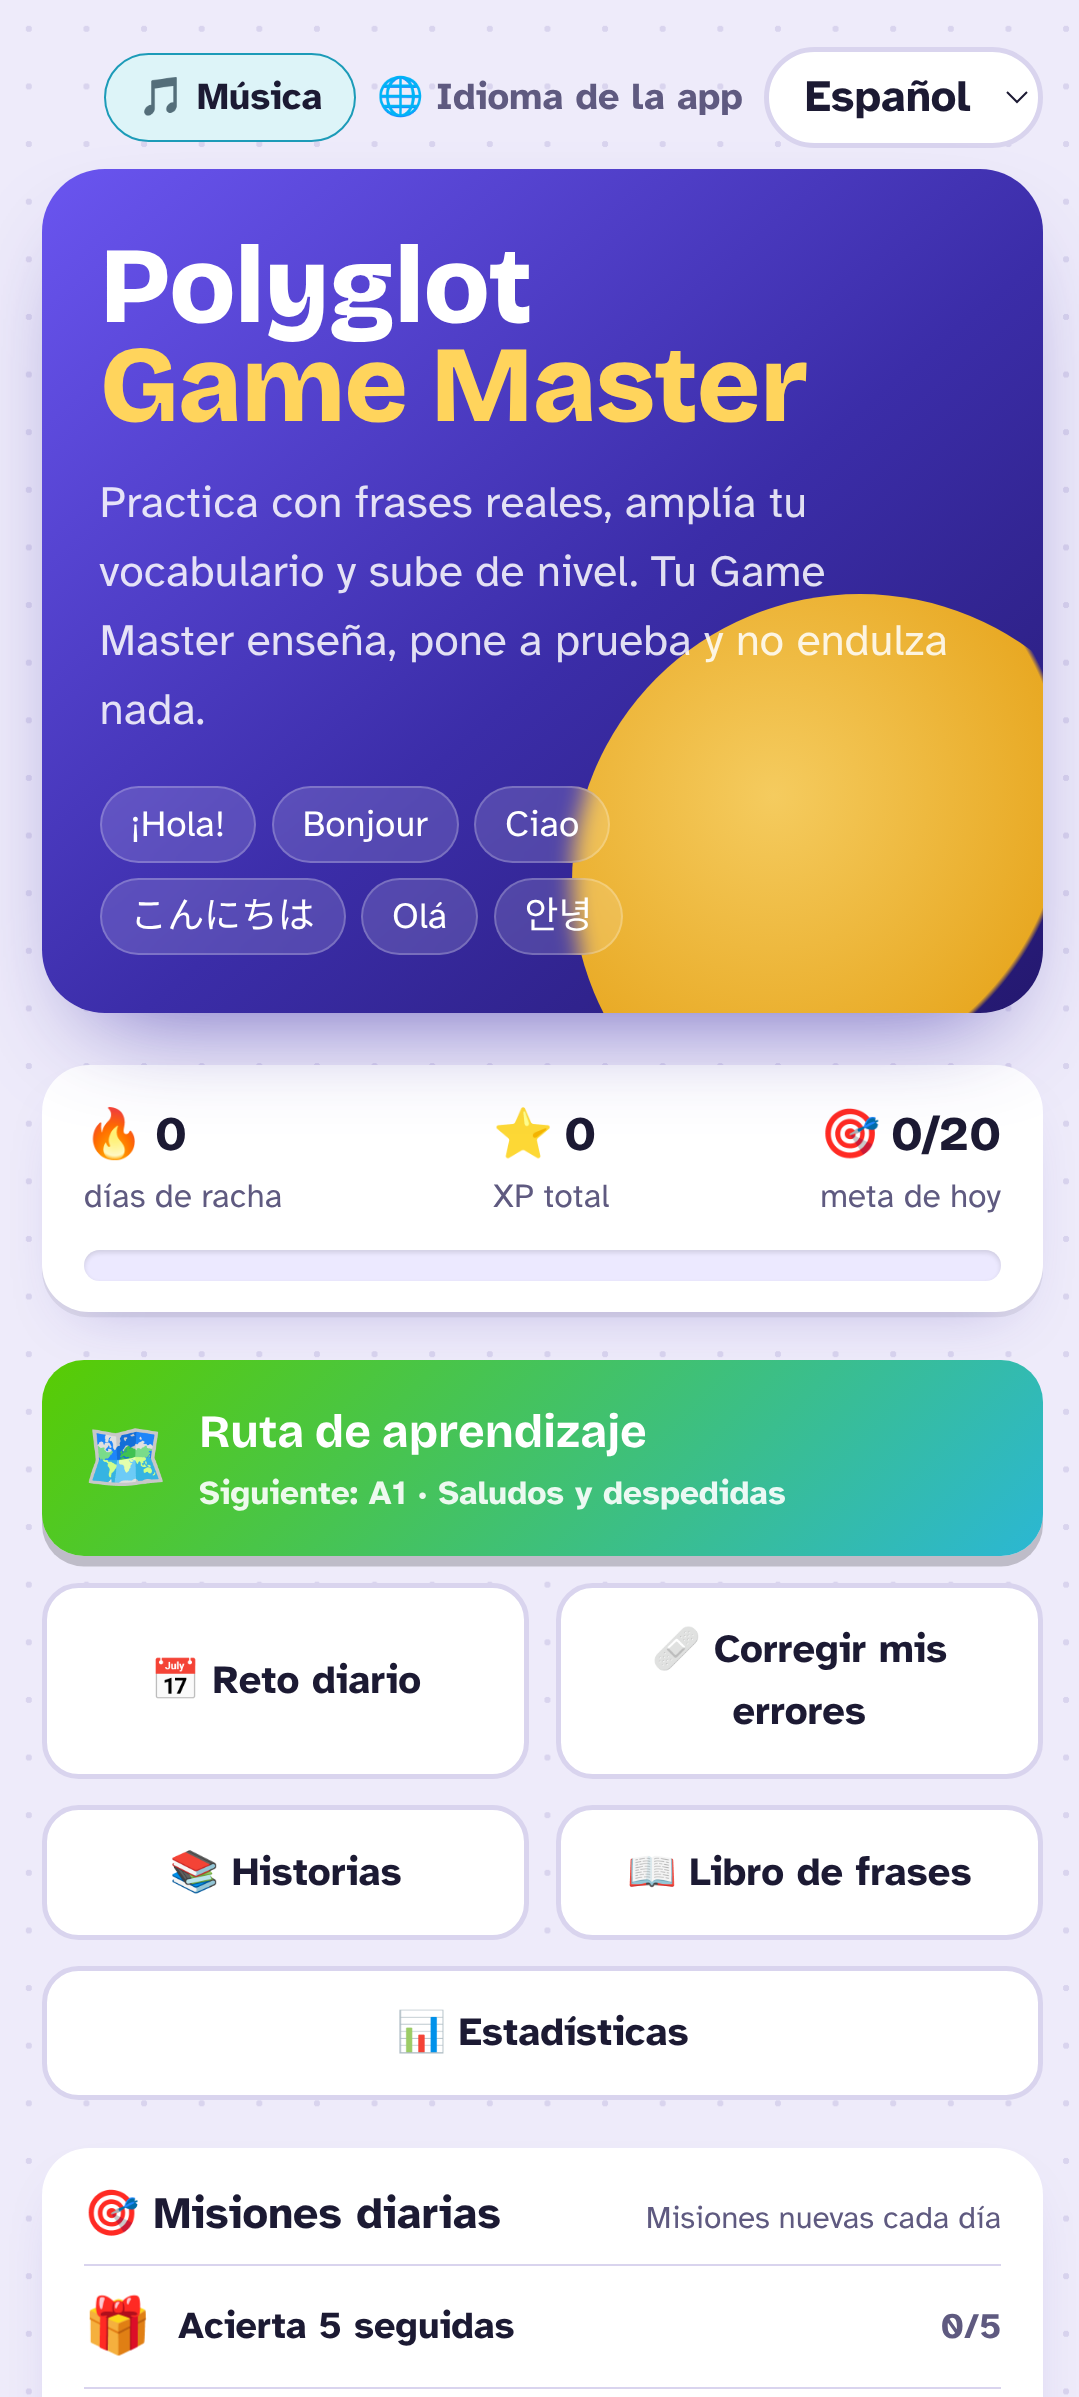 🎵 Música 🌐 Idioma de la app Español
Polyglot
Game Master
Practica con frases reales, amplía tu
vocabulario y sube de nivel. Tu Game
Master enseña, pone a prueba y no endulza
nada.
¡Hola! Bonjour Ciao
こんにちは Olá 안녕
🔥 0 ⭐ 0 🎯 0/20
días de racha XP total meta de hoy
Ruta de aprendizaje
Siguiente: A1 · Saludos y despedidas
📅 Reto diario
🩹 Corregir mis
errores
📚 Historias 📖 Libro de frases
📊 Estadísticas
🎯 Misiones diarias Misiones nuevas cada día
🎁 Acierta 5 seguidas 0/5